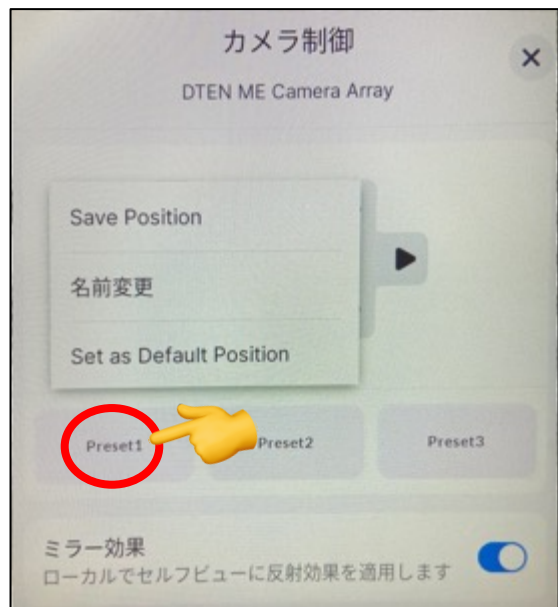 カメラ制御
DTEN ME Camera Array
Save Position
名前変更
Set as Default Position
Preset1
Preset2
Preset3
ミラー効果
ローカルでセルフビューに反射効果を適用します